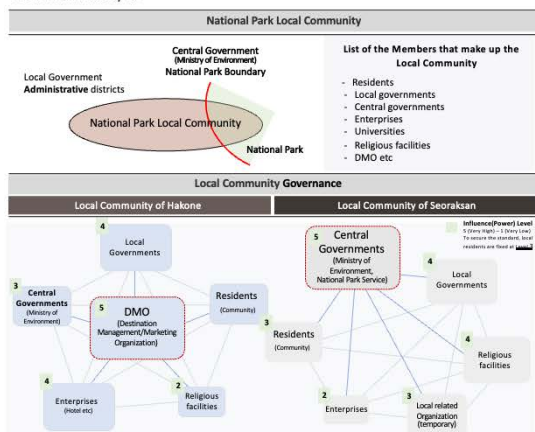 National Park Local Community
Central Government
(Ministry of Environment)
National Park Boundary
Local Government
Administrative districts
National Park Local Community
National Park
List of the Members that make up the
Local Community
- Residents
- Local governments
- Central governments
- Enterprises
- Universities
- Religious facilities
- DMO etc
Local Community Governance
Local Community of Hakone
Local Community of Seoraksan
4
Local
Governments
3
Central
Governments
(Ministry of
Environment)
5
DMO
(Destination
Management/Marketing
Organization)
Residents
(Community)
4
Enterprises
(Hotel etc)
2
Religious
facilities
Influence(Power) Level
5 (Very High) – 1 (Very Low)
To secure the standard, local
residents are fixed at Level 3
5
Central
Governments
(Ministry of
Environment,
National Park Service)
4
Local
Governments
3
Residents
(Community)
4
Religious
facilities
2
Enterprises
3
Local related
Organization
(temporary)